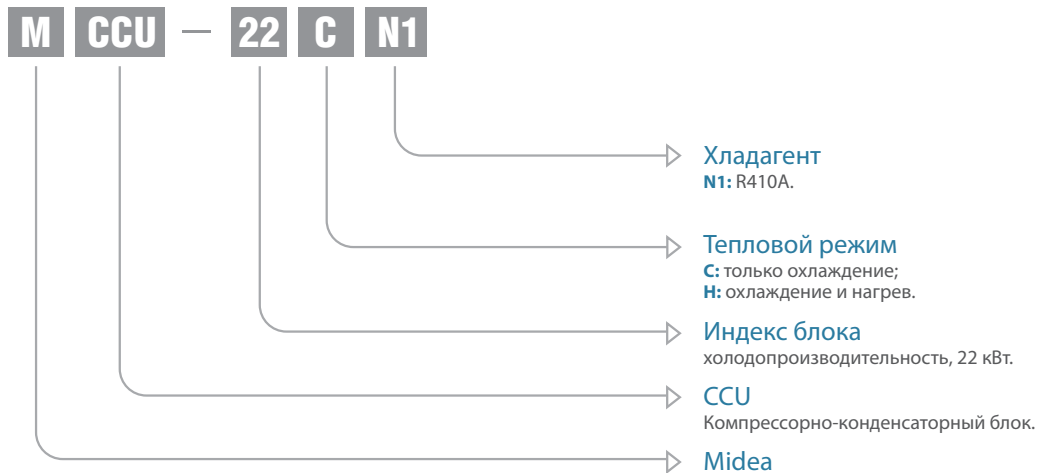 M CCU — 22 C N1
Хладагент
N1: R410A.
Тепловой режим
C: только охлаждение;
H: охлаждение и нагрев.
Индекс блока
холодопроизводительность, 22 кВт.
CCU
Компрессорно-конденсаторный блок.
Midea